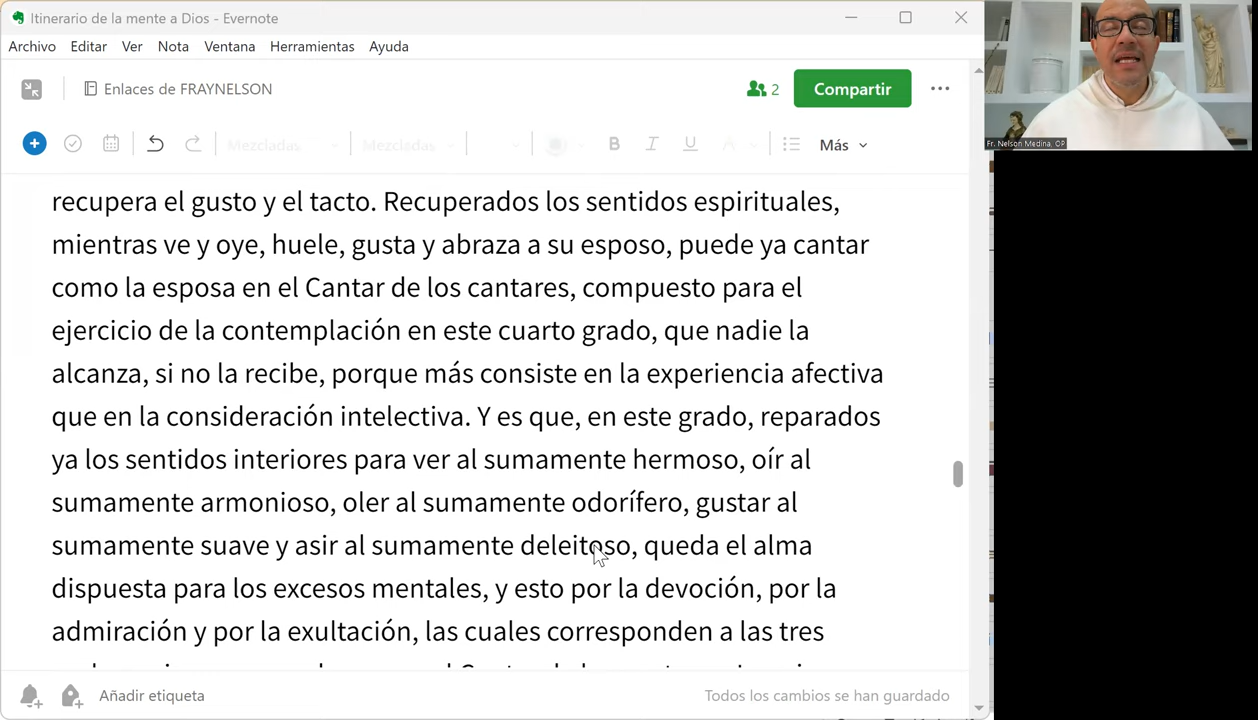 Itinerario de la mente a Dios - Evernote
Archivo Editar Ver Nota Ventana Herramientas Ayuda
Enlaces de FRAYNELSON
2
Compartir
Mezcladas
Mezcladas
B I U A
Más
Fr. Nelson Medina, OP
recupera el gusto y el tacto. Recuperados los sentidos espirituales,
mientras ve y oye, huele, gusta y abraza a su esposo, puede ya cantar
como la esposa en el Cantar de los cantares, compuesto para el
ejercicio de la contemplación en este cuarto grado, que nadie la
alcanza, si no la recibe, porque más consiste en la experiencia afectiva
que en la consideración intelectiva. Y es que, en este grado, reparados
ya los sentidos interiores para ver al sumamente hermoso, oír al
sumamente armonioso, oler al sumamente odorífero, gustar al
sumamente suave y asir al sumamente deleitoso, queda el alma
dispuesta para los excesos mentales, y esto por la devoción, por la
admiración y por la exultación, las cuales corresponden a las tres
Añadir etiqueta
Todos los cambios se han guardado